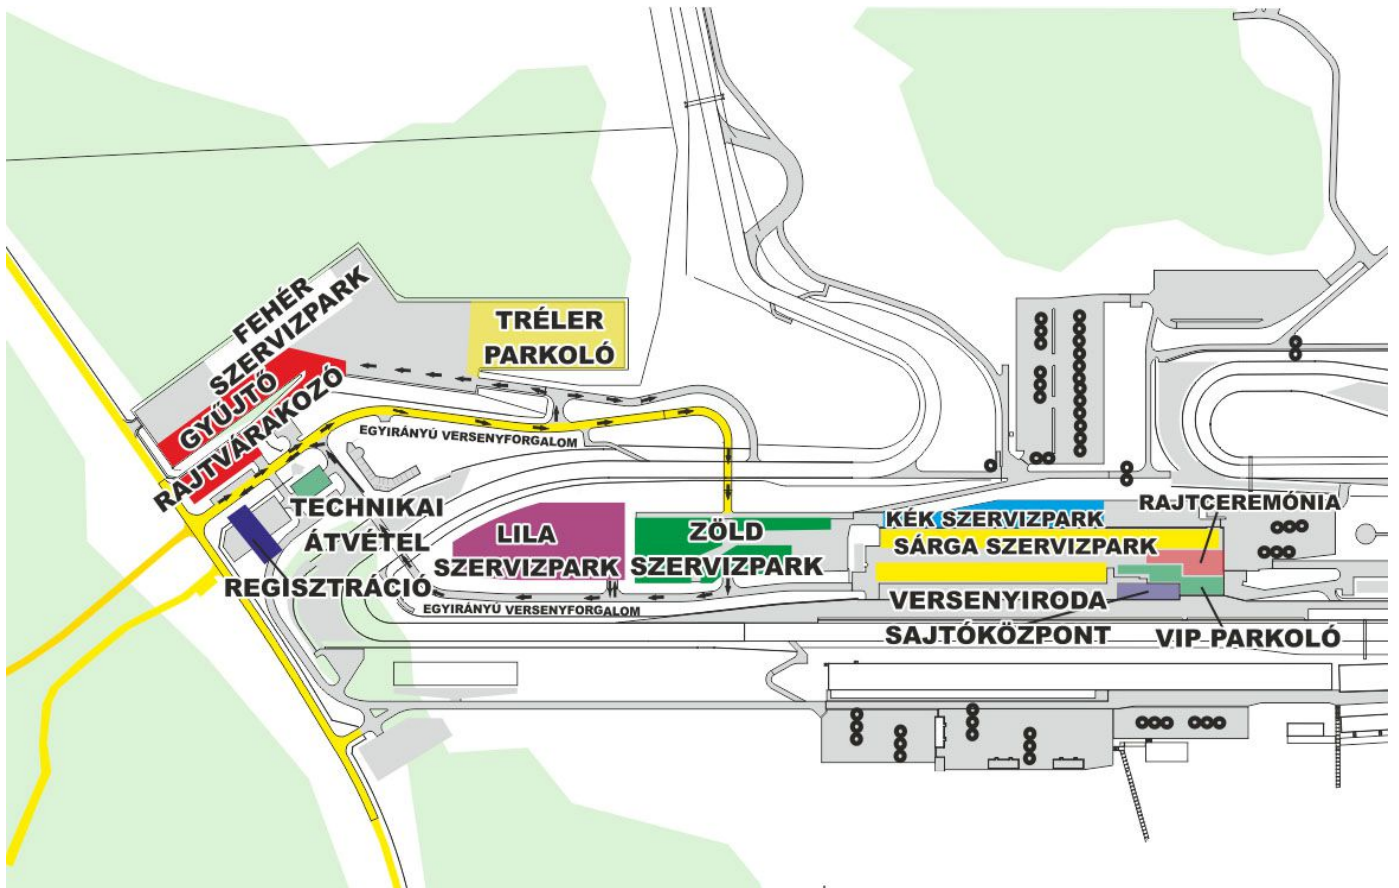 FEHÉR
SZERVIZPARK
GYŰJTŐ
RAJTVÁRAKOZÓ
TRÉLER
PARKOLÓ
EGYIRÁNYÚ VERSENYFORGALOM
TECHNIKAI
ÁTVÉTEL
REGISZTRÁCIÓ
LILA
SZERVIZPARK
ZÖLD
SZERVIZPARK
EGYIRÁNYÚ VERSENYFORGALOM
RAJTCEREMÓNIA
KÉK SZERVIZPARK
SÁRGA SZERVIZPARK
VERSENYIRODA
SAJTÓKÖZPONT
VIP PARKOLÓ